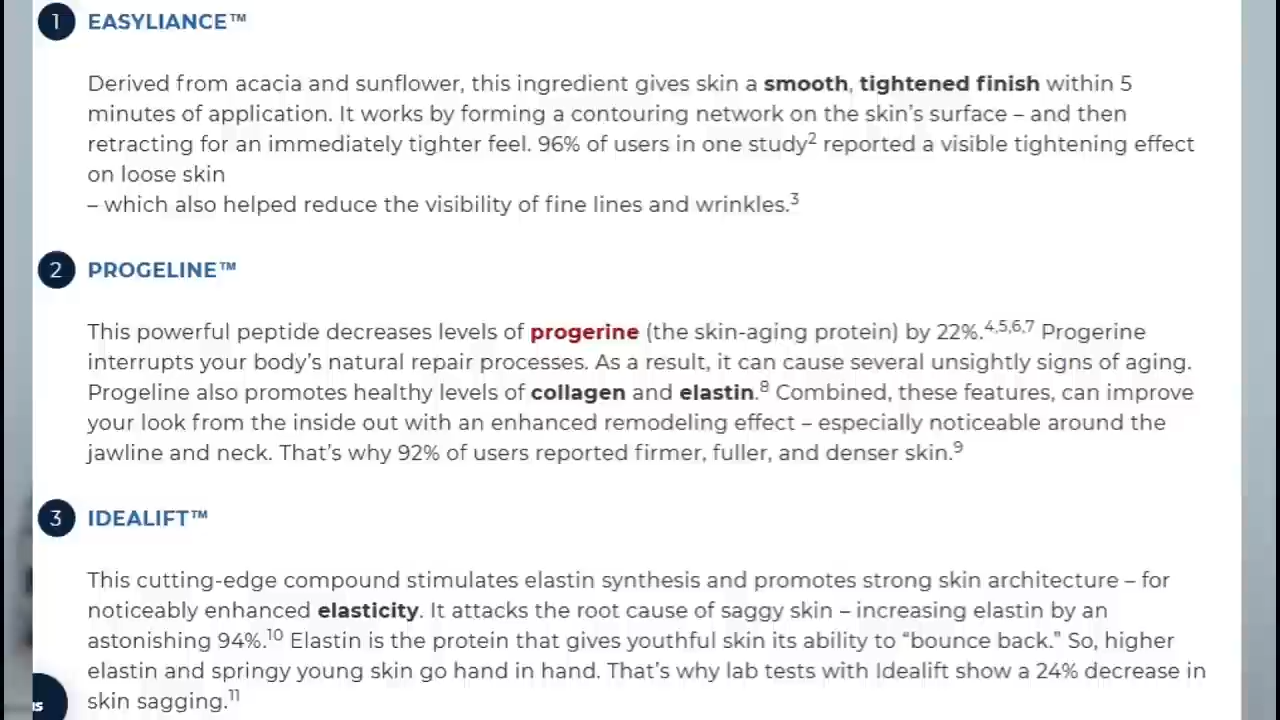 1 EASYLIANCE™
Derived from acacia and sunflower, this ingredient gives skin a smooth, tightened finish within 5
minutes of application. It works by forming a contouring network on the skin's surface – and then
retracting for an immediately tighter feel. 96% of users in one study² reported a visible tightening effect
on loose skin
– which also helped reduce the visibility of fine lines and wrinkles.³
2 PROGELINE™
This powerful peptide decreases levels of progerine (the skin-aging protein) by 22%.⁴,⁵,⁶,⁷ Progerine
interrupts your body's natural repair processes. As a result, it can cause several unsightly signs of aging.
Progeline also promotes healthy levels of collagen and elastin.⁸ Combined, these features, can improve
your look from the inside out with an enhanced remodeling effect – especially noticeable around the
jawline and neck. That's why 92% of users reported firmer, fuller, and denser skin.⁹
3 IDEALIFT™
This cutting-edge compound stimulates elastin synthesis and promotes strong skin architecture – for
noticeably enhanced elasticity. It attacks the root cause of saggy skin – increasing elastin by an
astonishing 94%.¹⁰ Elastin is the protein that gives youthful skin its ability to "bounce back." So, higher
elastin and springy young skin go hand in hand. That's why lab tests with Idealift show a 24% decrease in
skin sagging.¹¹